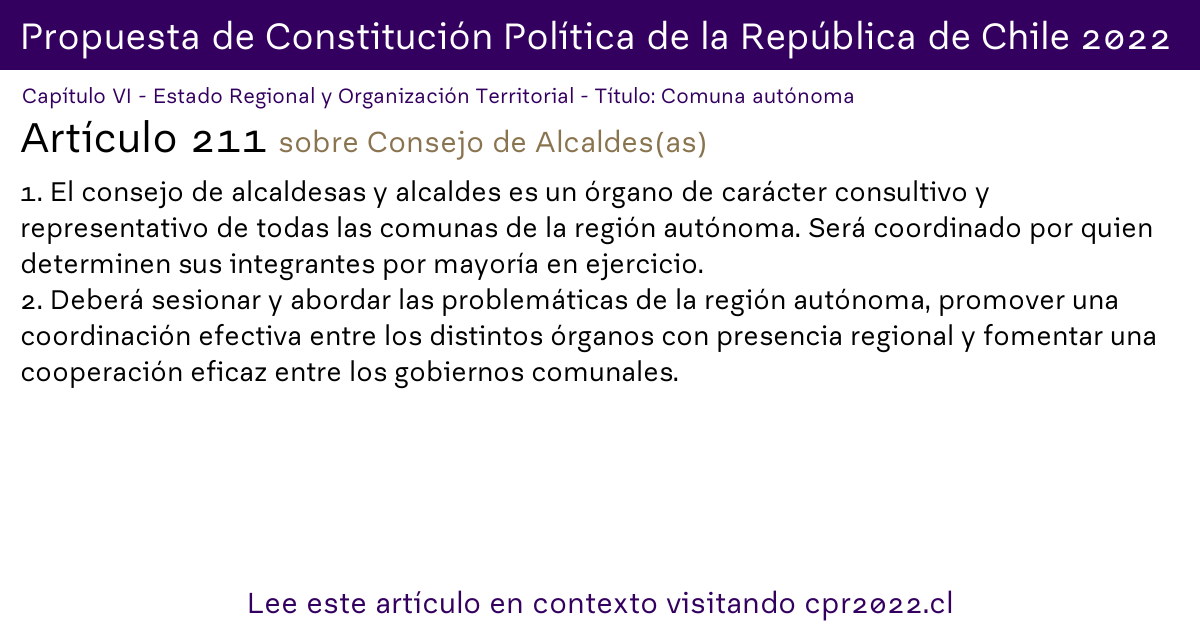 Propuesta de Constitución Política de la República de Chile 2022
Capítulo VI - Estado Regional y Organización Territorial - Título: Comuna autónoma
Artículo 211 sobre Consejo de Alcaldes(as)
1. El consejo de alcaldesas y alcaldes es un órgano de carácter consultivo y
representativo de todas las comunas de la región autónoma. Será coordinado por quien
determinen sus integrantes por mayoría en ejercicio.
2. Deberá sesionar y abordar las problemáticas de la región autónoma, promover una
coordinación efectiva entre los distintos órganos con presencia regional y fomentar una
cooperación eficaz entre los gobiernos comunales.
Lee este artículo en contexto visitando cpr2022.cl